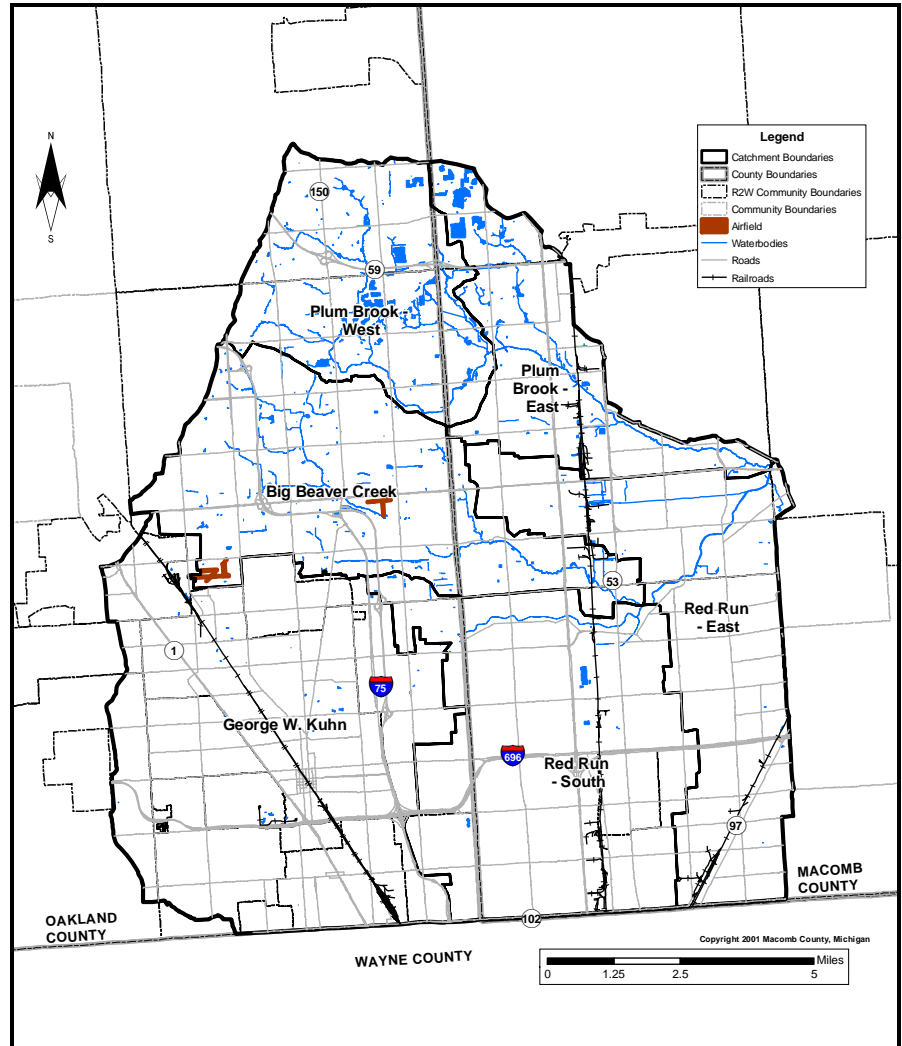 N
S
Legend
Catchment Boundaries
County Boundaries
R2W Community Boundaries
Community Boundaries
Airfield
Waterbodies
Roads
Railroads
150
59
Plum Brook -
West
Plum
Brook -
East
Big Beaver Creek
53
Red Run
- East
1
75
George W. Kuhn
696
Red Run
- South
97
MACOMB
COUNTY
OAKLAND
COUNTY
102
WAYNE COUNTY
Copyright 2001 Macomb County, Michigan
Miles
0 1.25 2.5 5